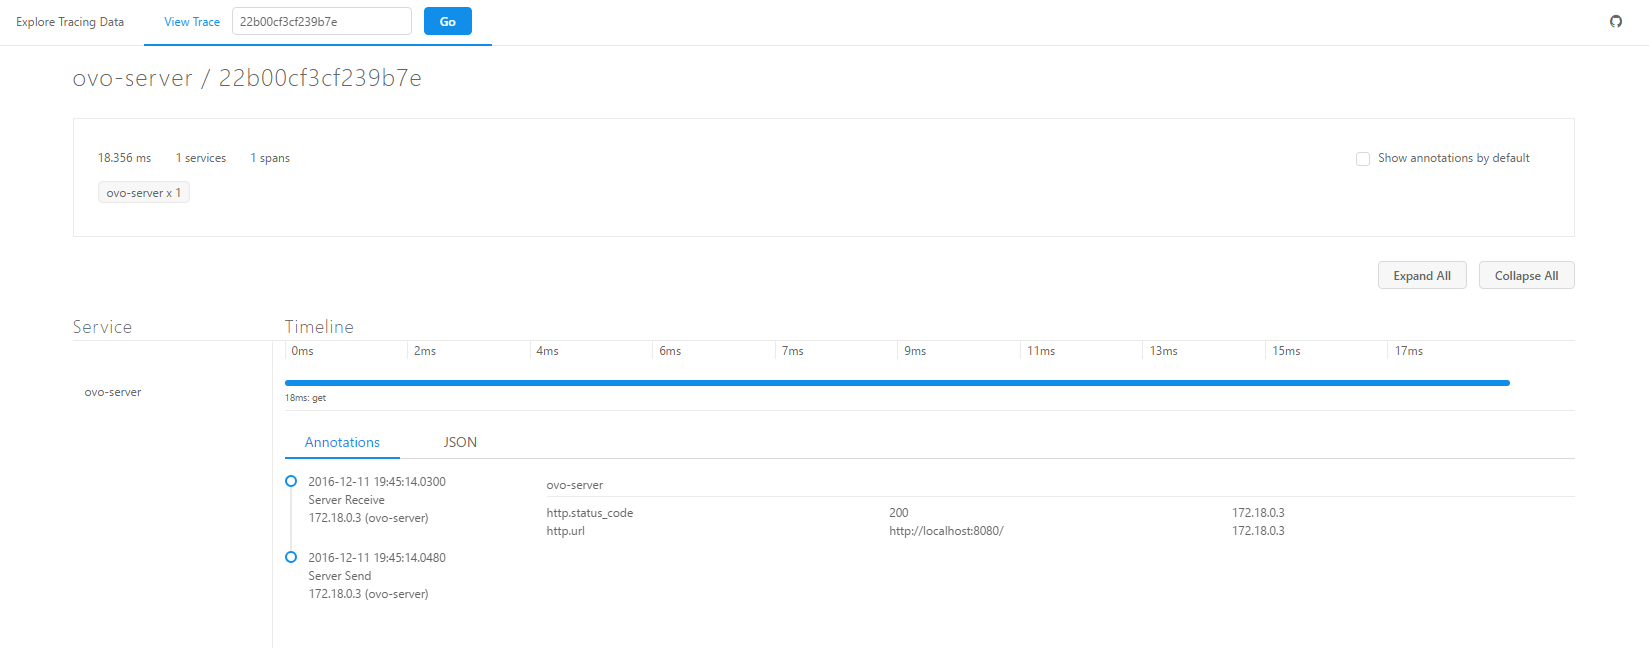 Explore Tracing Data View Trace 22b00cf3cf239b7e Go
ovo-server / 22b00cf3cf239b7e
18.356 ms 1 services 1 spans Show annotations by default
ovo-server x 1
Expand All Collapse All
Service Timeline
0ms 2ms 4ms 6ms 7ms 9ms 11ms 13ms 15ms 17ms
ovo-server
18ms: get
Annotations JSON
2016-12-11 19:45:14.0300
Server Receive
172.18.0.3 (ovo-server)
2016-12-11 19:45:14.0480
Server Send
172.18.0.3 (ovo-server)
ovo-server
http.status_code 200 172.18.0.3
http.url http://localhost:8080/ 172.18.0.3